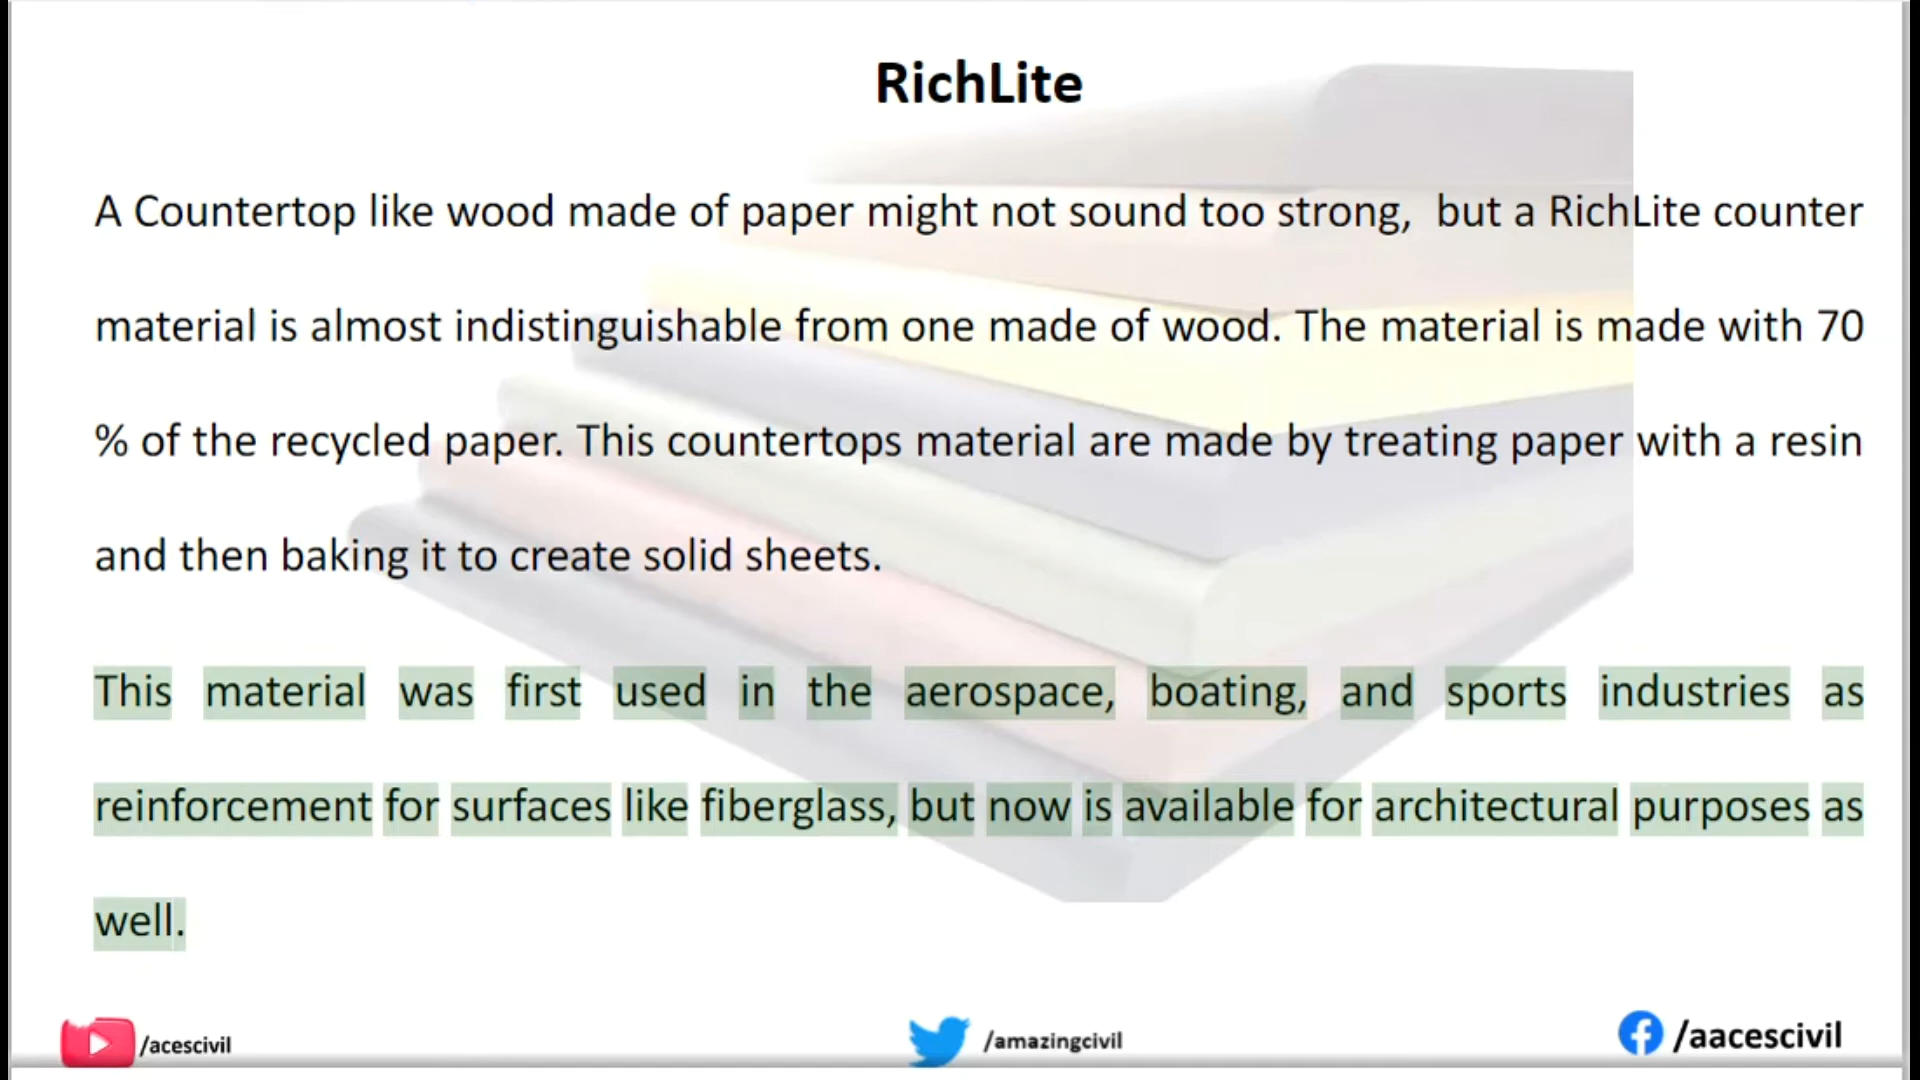 RichLite
A Countertop like wood made of paper might not sound too strong, but a RichLite counter
material is almost indistinguishable from one made of wood. The material is made with 70
% of the recycled paper. This countertops material are made by treating paper with a resin
and then baking it to create solid sheets.
This material was first used in the aerospace, boating, and sports industries as
reinforcement for surfaces like fiberglass, but now is available for architectural purposes as
well.
/acescivil /amazingcivil /aacescivil